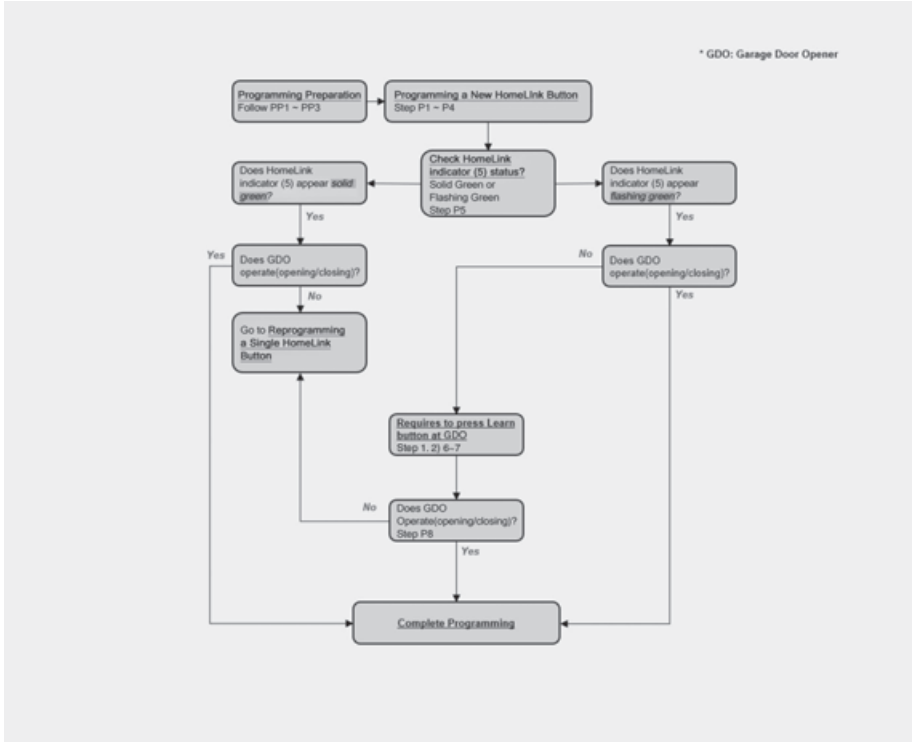 * GDO: Garage Door Opener
Programming Preparation
Follow PP1 ~ PP3
Programming a New HomeLInk Button
Step P1 ~ P4
Check HomeLink
indicator (5) status?
Solid Green or
Flashing Green
Step P5
Does HomeLink
indicator (5) appear solid
green?
Does HomeLink
indicator (5) appear
flashing green?
Yes
Yes
Yes
Does GDO
operate(opening/closing)?
No
Does GDO
operate(opening/closing)?
No
Yes
Go to Reprogramming
a Single HomeLink
Button
Requires to press Learn
button at GDO
Step 1. 2) 6~7
No
Does GDO
Operate(opening/closing)?
Step P8
Yes
Complete Programming